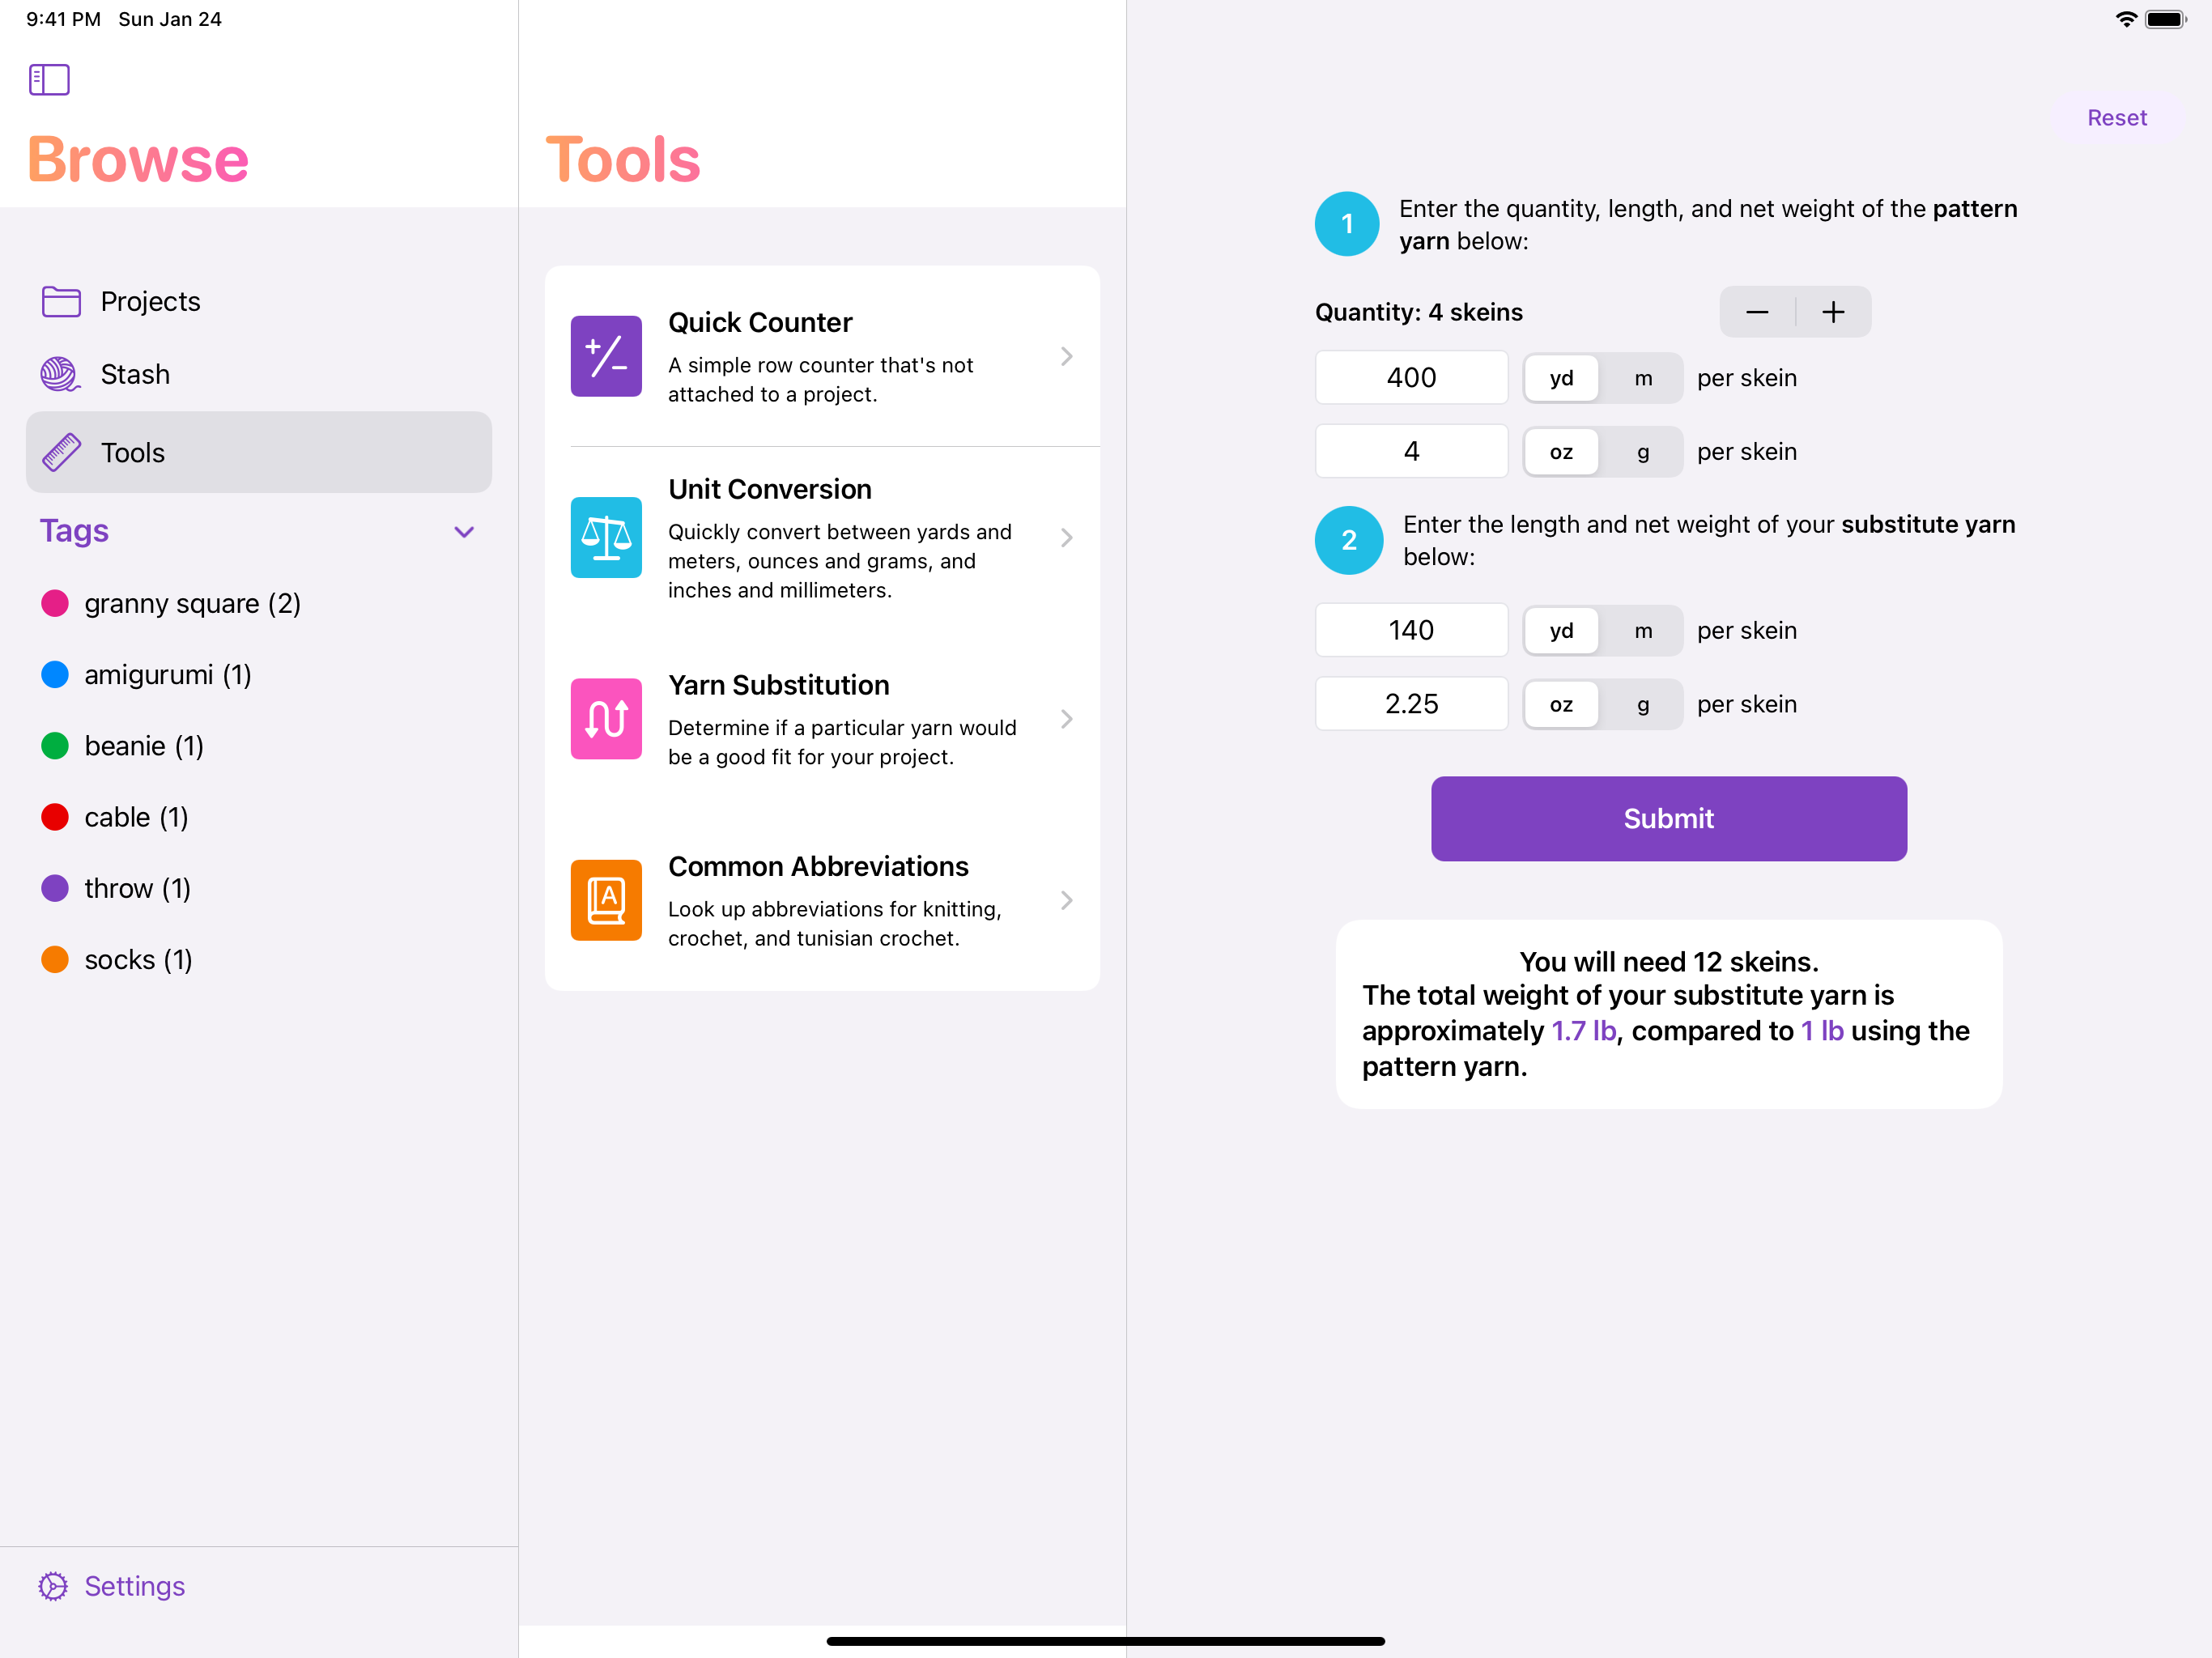 9:41 PM Sun Jan 24
Browse
Projects
Stash
Tools
Tags
granny square (2)
amigurumi (1)
beanie (1)
cable (1)
throw (1)
socks (1)
Settings
Tools
Quick Counter
A simple row counter that's not
attached to a project.
Unit Conversion
Quickly convert between yards and
meters, ounces and grams, and
inches and millimeters.
Yarn Substitution
Determine if a particular yarn would
be a good fit for your project.
A
Common Abbreviations
Look up abbreviations for knitting,
crochet, and tunisian crochet.
Reset
1 Enter the quantity, length, and net weight of the pattern
yarn below:
Quantity: 4 skeins − +
400 yd m per skein
4 oz g per skein
2 Enter the length and net weight of your substitute yarn
below:
140 yd m per skein
2.25 oz g per skein
Submit
You will need 12 skeins.
The total weight of your substitute yarn is
approximately 1.7 lb, compared to 1 lb using the
pattern yarn.